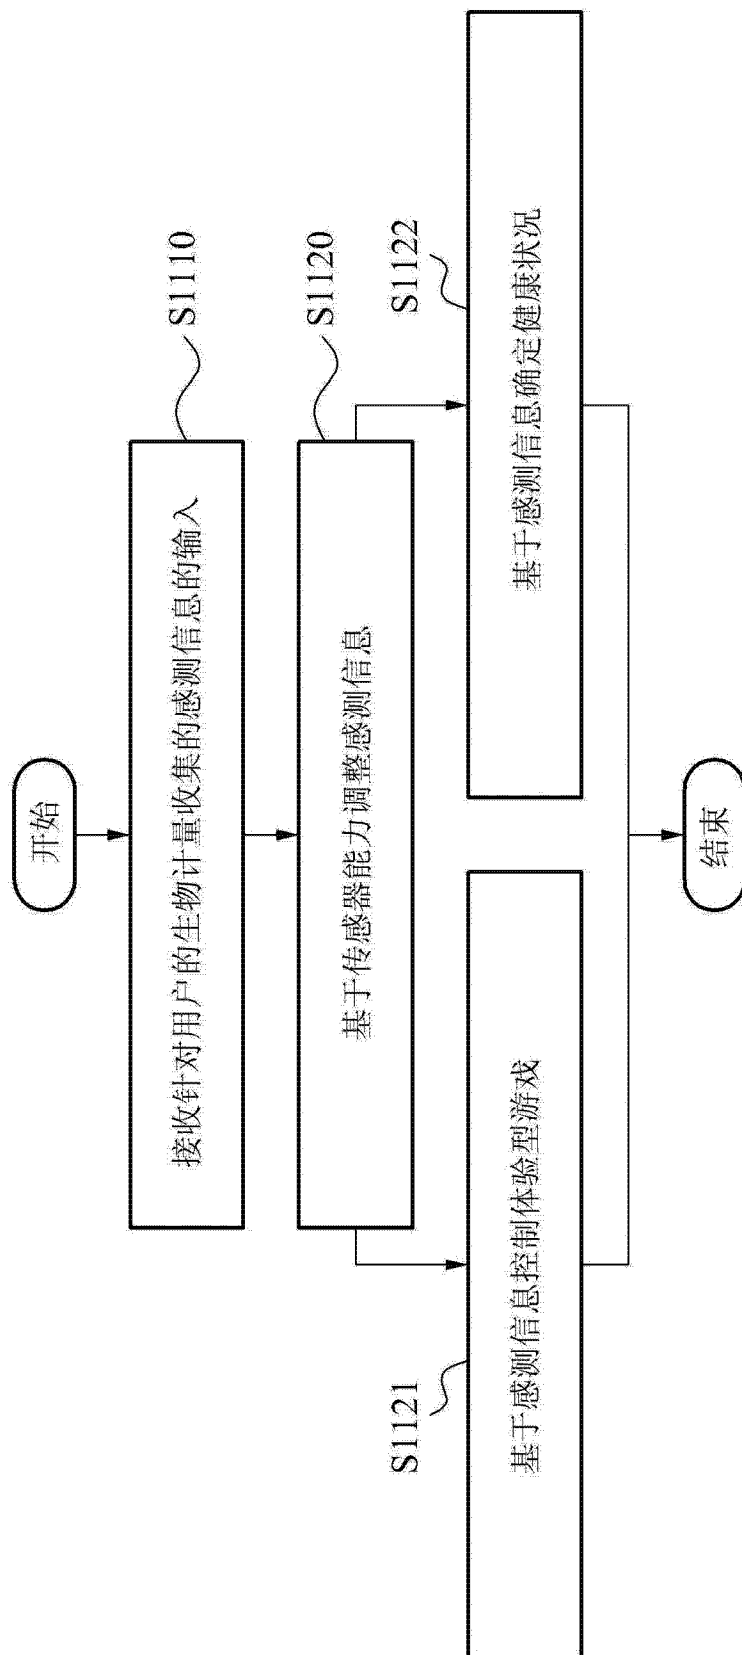 开始
接收针对用户的生物计量收集的感测信息的输入
S1110
基于传感器能力调整感测信息
S1120
基于感测信息控制体验型游戏
S1121
基于感测信息确定健康状况
S1122
结束